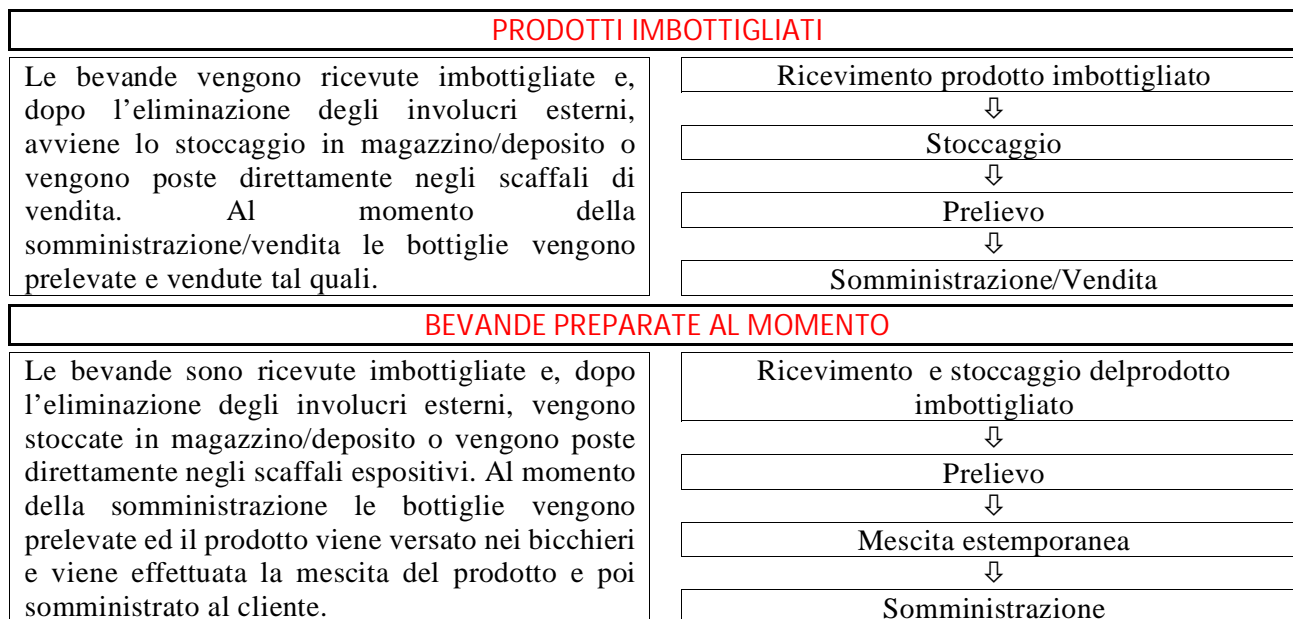 PRODOTTI IMBOTTIGLIATI
Le bevande vengono ricevute imbottigliate e,
dopo l’eliminazione degli involucri esterni,
avviene lo stoccaggio in magazzino/deposito o
vengono poste direttamente negli scaffali di
vendita. Al momento della
somministrazione/vendita le bottiglie vengono
prelevate e vendute tal quali.
Ricevimento prodotto imbottigliato
⇩
Stoccaggio
⇩
Prelievo
⇩
Somministrazione/Vendita
BEVANDE PREPARATE AL MOMENTO
Le bevande sono ricevute imbottigliate e, dopo
l’eliminazione degli involucri esterni, vengono
stoccate in magazzino/deposito o vengono poste
direttamente negli scaffali espositivi. Al momento
della somministrazione le bottiglie vengono
prelevate ed il prodotto viene versato nei bicchieri
e viene effettuata la mescita del prodotto e poi
somministrato al cliente.
Ricevimento e stoccaggio delprodotto
imbottigliato
⇩
Prelievo
⇩
Mescita estemporanea
⇩
Somministrazione